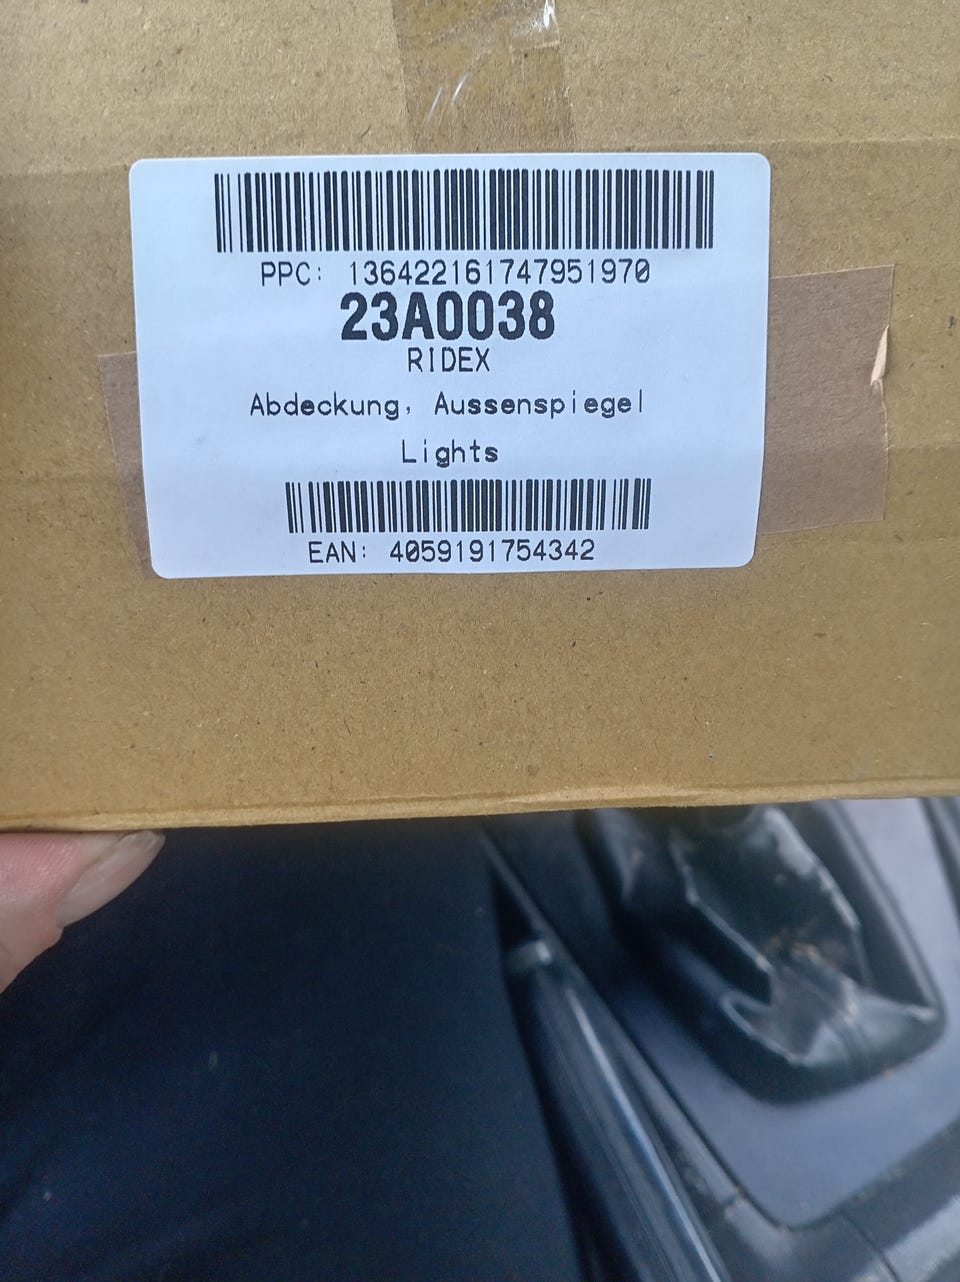 PPC: 136422161747951970
23A0038
RIDEX
Abdeckung, Aussenspiegel
Lights
EAN: 4059191754342